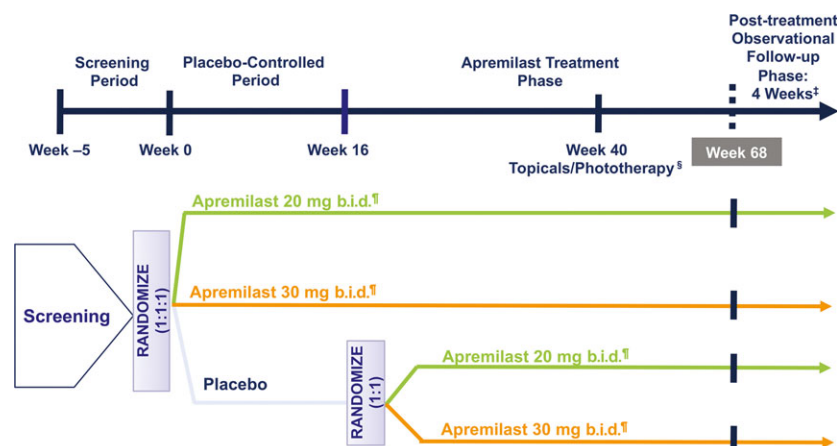 Screening
Period
Placebo-Controlled
Period
Apremilast Treatment
Phase
Post-treatment
Observational
Follow-up
Phase:
4 Weeks‡
Week –5
Week 0
Week 16
Week 40
Topicals/Phototherapy §
Week 68
Screening
RANDOMIZE
(1:1:1)
Apremilast 20 mg b.i.d.¶
Apremilast 30 mg b.i.d.¶
Placebo
RANDOMIZE
(1:1)
Apremilast 20 mg b.i.d.¶
Apremilast 30 mg b.i.d.¶